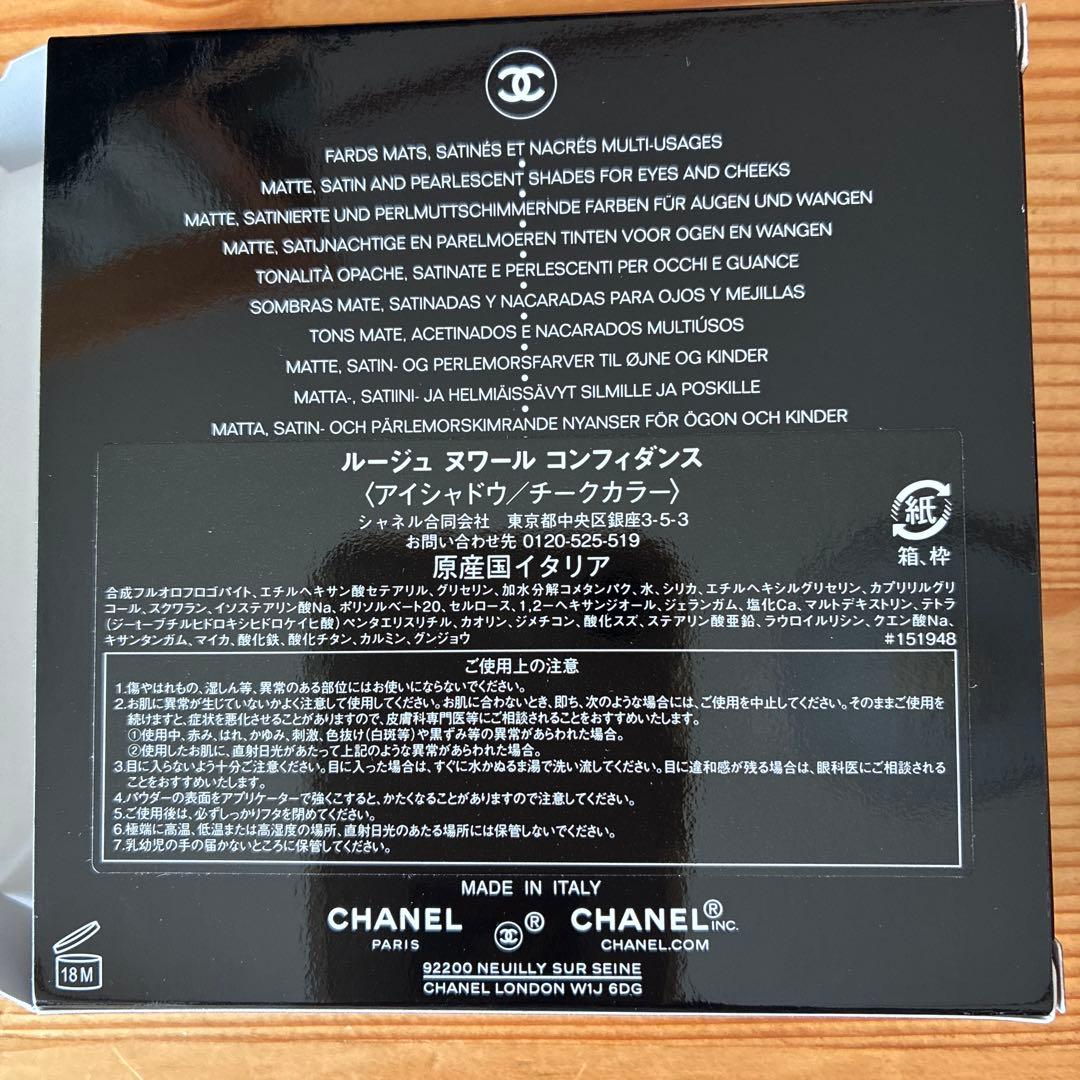 FARDS MATS, SATINÉS ET NACRÉS MULTI-USAGES
MATTE, SATIN AND PEARLESCENT SHADES FOR EYES AND CHEEKS
MATTE, SATINIERTE UND PERLMUTTSCHIMMERNDE FARBEN FÜR AUGEN UND WANGEN
MATTE, SATIJNACHTIGE EN PARELMOEREN TINTEN VOOR OGEN EN WANGEN
TONALITÀ OPACHE, SATINATE E PERLESCENTI PER OCCHI E GUANCE
SOMBRAS MATE, SATINADAS Y NACARADAS PARA OJOS Y MEJILLAS
TONS MATE, ACETINADOS E NACARADOS MULTIÚSOS
MATTE, SATIN- OG PERLEMORSFARVER TIL ØJNE OG KINDER
MATTA-, SATIINI- JA HELMIÄISSÄVYT SILMILLE JA POSKILLE
MATTA, SATIN- OCH PÄRLEMORSKIMRANDE NYANSER FÖR ÖGON OCH KINDER
ルージュ ヌワール コンフィダンス
〈アイシャドウ/チークカラー〉
シャネル合同会社 東京都中央区銀座3-5-3
お問い合わせ先 0120-525-519
原産国イタリア
紙
箱、枠
合成フルオロフロゴパイト、エチルヘキサン酸セテアリル、グリセリン、加水分解コメタンパク、水、シリカ、エチルヘキシルグリセリン、カプリリルグリ
コール、スクワラン、イソステアリン酸Na、ポリソルベート20、セルロース、1,2-ヘキサンジオール、ジェランガム、塩化Ca、マルトデキストリン、テトラ
(ジ-t-ブチルヒドロキシヒドロケイヒ酸)ペンタエリスリチル、カオリン、ジメチコン、酸化スズ、ステアリン酸亜鉛、ラウロイルリシン、クエン酸Na、
キサンタンガム、マイカ、酸化鉄、酸化チタン、カルミン、グンジョウ
#151948
ご使用上の注意
1.傷やはれもの、湿しん等、異常のある部位にはお使いにならないでください。
2.お肌に異常が生じていないかよく注意して使用してください。お肌に合わないとき、即ち、次のような場合には、ご使用を中止してください。そのままご使用を
続けますと、症状を悪化させることがありますので、皮膚科専門医等にご相談されることをおすすめいたします。
①使用中、赤み、はれ、かゆみ、刺激、色抜け(白斑等)や黒ずみ等の異常があらわれた場合。
②使用したお肌に、直射日光があたって上記のような異常があらわれた場合。
3.目に入らないよう十分ご注意ください。目に入った場合は、すぐに水かぬるま湯で洗い流してください。目に違和感が残る場合は、眼科医にご相談される
ことをおすすめいたします。
4.パウダーの表面をアプリケーターで強くこすると、かたくなることがありますので注意してください。
5.ご使用後は、必ずしっかりフタを閉めてください。
6.極端に高温、低温または高湿度の場所、直射日光のあたる場所には保管しないでください。
7.乳幼児の手の届かないところに保管してください。
MADE IN ITALY
CHANEL ® CHANEL® INC.
PARIS CHANEL.COM
18M
92200 NEUILLY SUR SEINE
CHANEL LONDON W1J 6DG